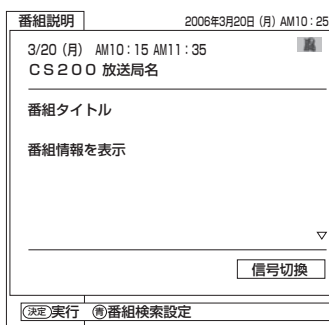 番組説明 2006年3月20日(月) AM10:25
3/20(月) AM10:15 AM11:35
CS200 放送局名
番組タイトル
番組情報を表示
▽
信号切換
決定 実行 青 番組検索設定